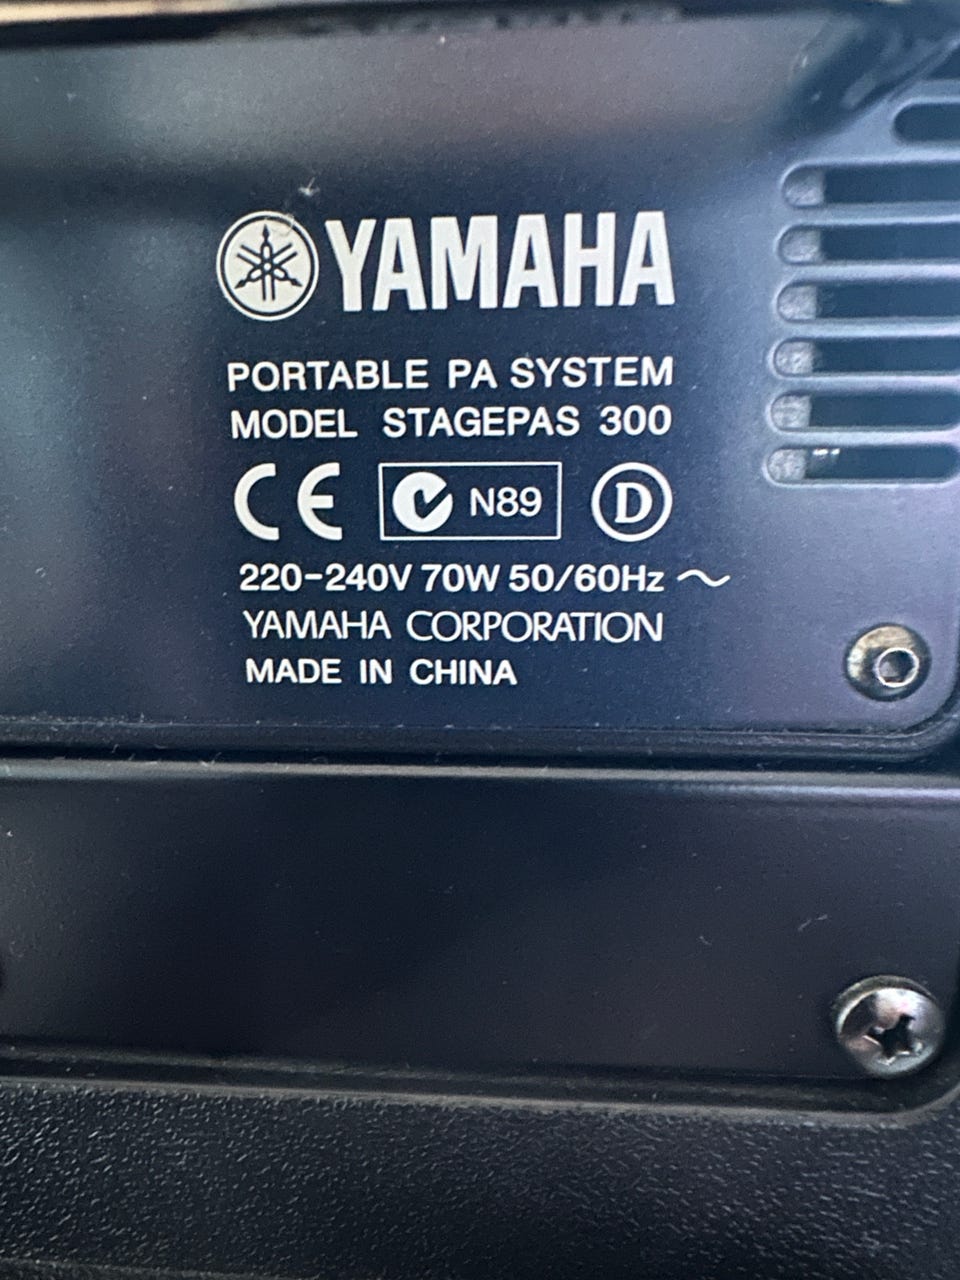 YAMAHA
PORTABLE PA SYSTEM
MODEL STAGEPAS 300
CE N89 D
220-240V 70W 50/60Hz ~
YAMAHA CORPORATION
MADE IN CHINA